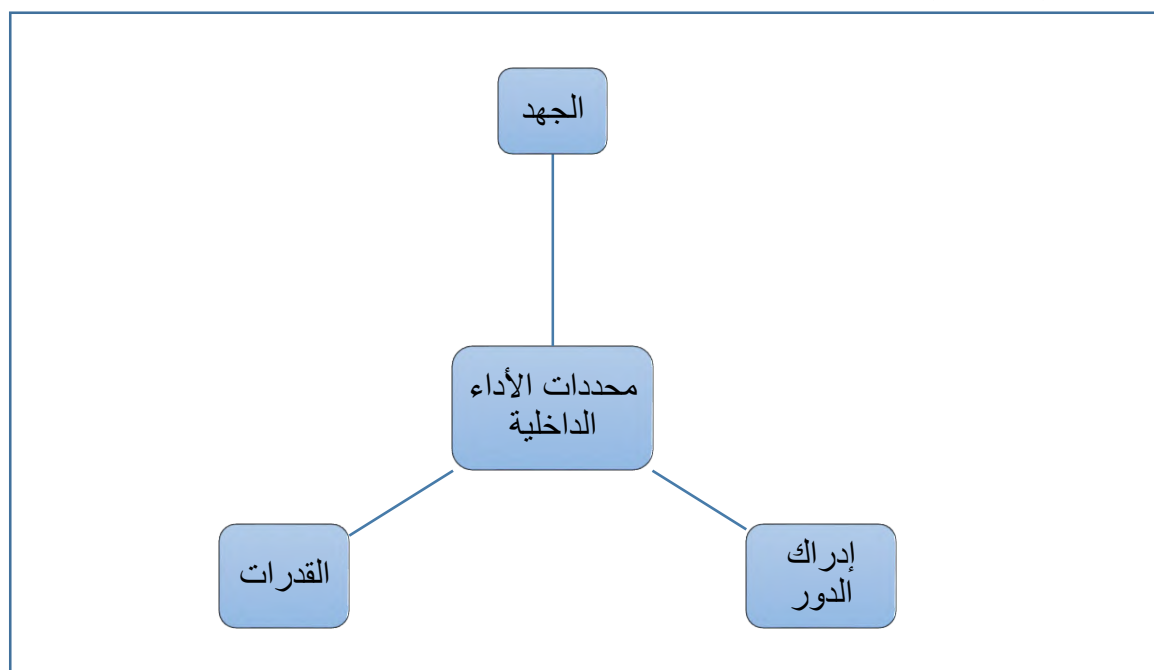 الجهد
محددات الأداء
الداخلية
القدرات
إدراك
الدور